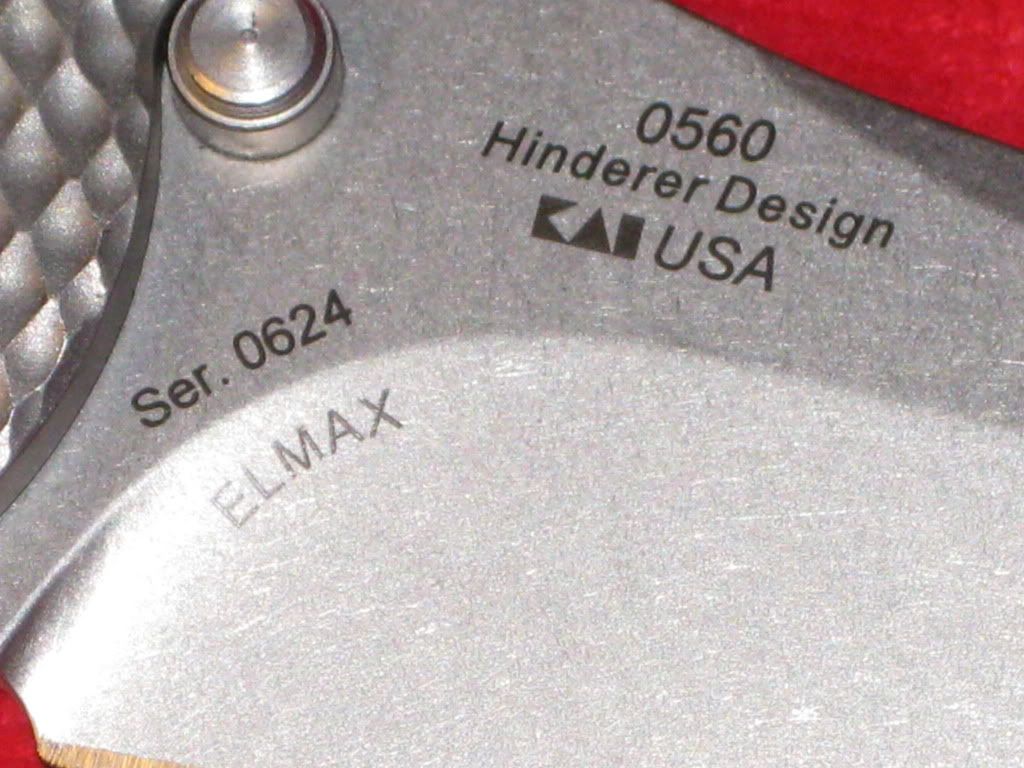 0560
Hinderer Design
KAI USA
Ser. 0624
ELMAX